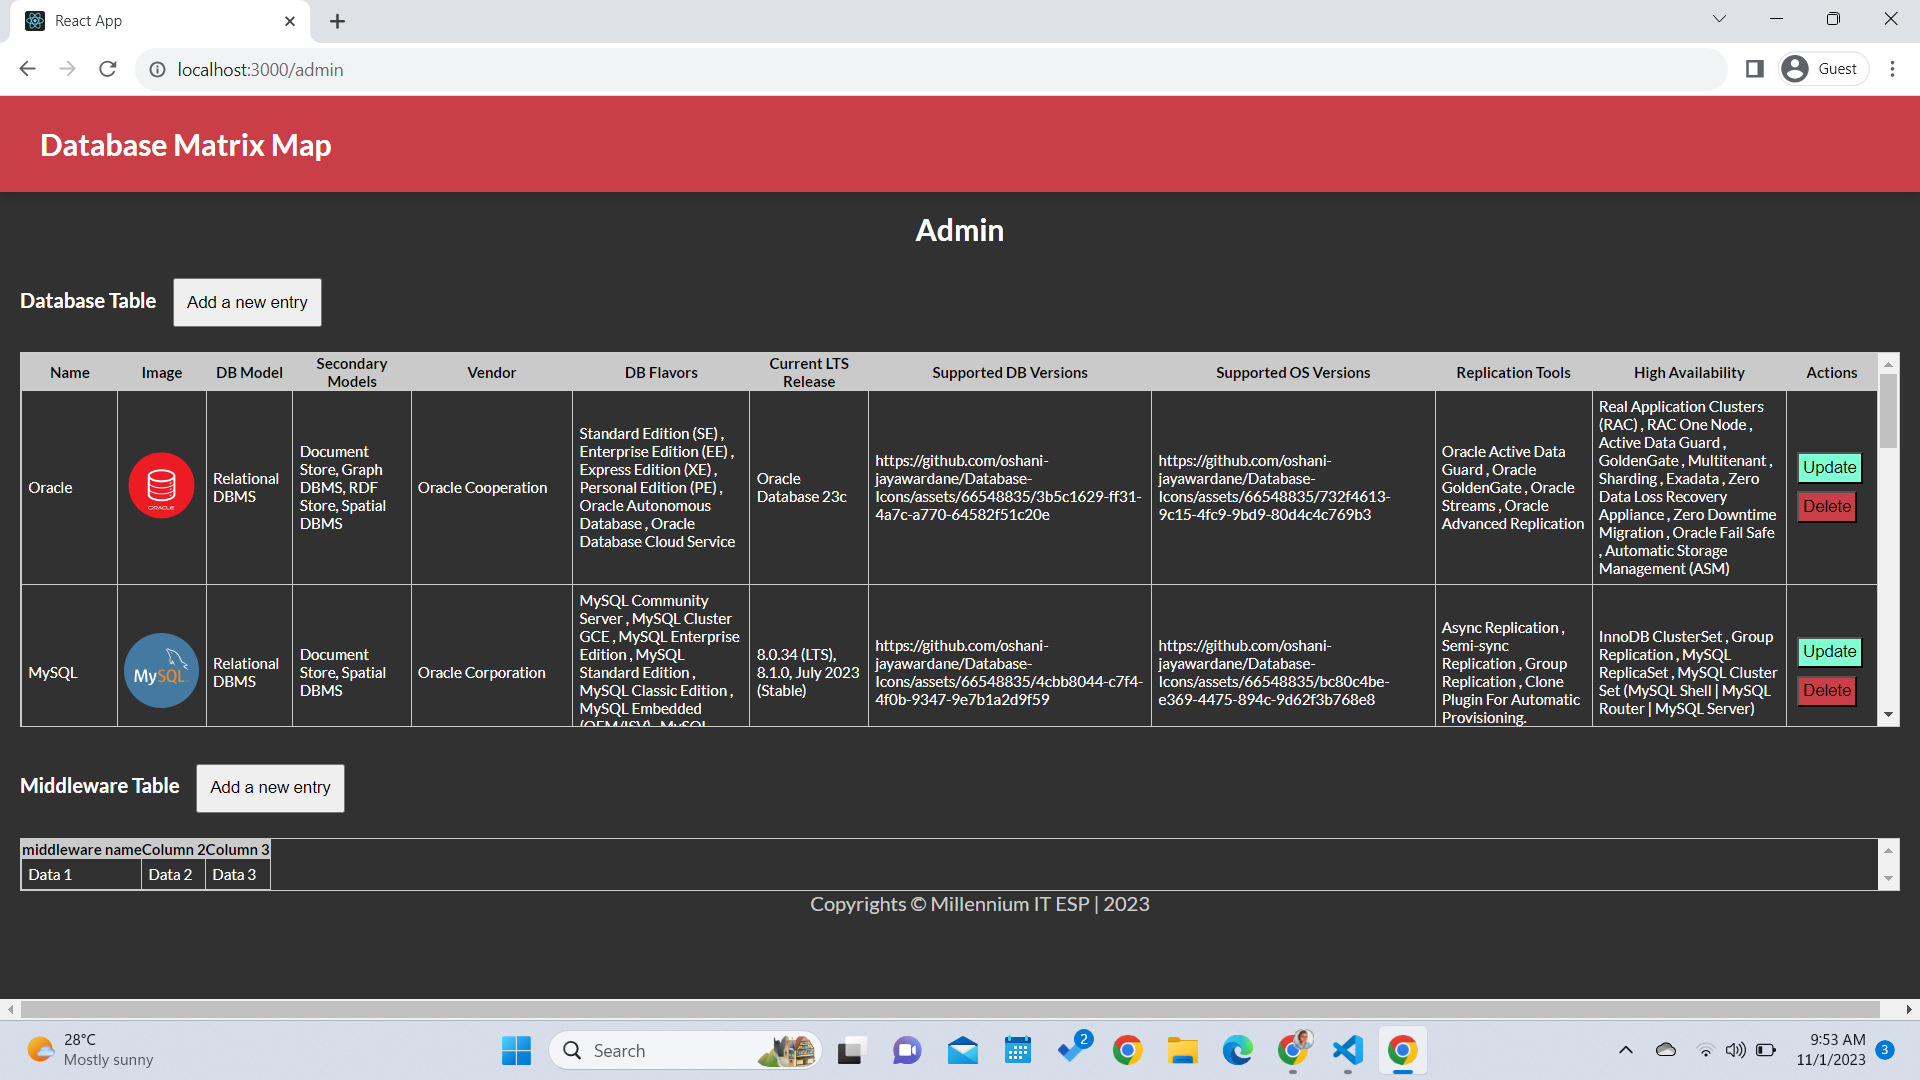 React App
localhost:3000/admin
Guest
Database Matrix Map
Admin
Database Table
Add a new entry
Name
Image
DB Model
Secondary
Models
Vendor
DB Flavors
Current LTS
Release
Supported DB Versions
Supported OS Versions
Replication Tools
High Availability
Actions
Oracle
ORACLE
Relational
DBMS
Document
Store, Graph
DBMS, RDF
Store, Spatial
DBMS
Oracle Cooperation
Standard Edition (SE) ,
Enterprise Edition (EE) ,
Express Edition (XE) ,
Personal Edition (PE) ,
Oracle Autonomous
Database , Oracle
Database Cloud Service
Oracle
Database 23c
https://github.com/oshani-
jayawardane/Database-
Icons/assets/66548835/3b5c1629-ff31-
4a7c-a770-64582f51c20e
https://github.com/oshani-
jayawardane/Database-
Icons/assets/66548835/732f4613-
9c15-4fc9-9bd9-80d4c4c769b3
Oracle Active Data
Guard , Oracle
GoldenGate , Oracle
Streams , Oracle
Advanced Replication
Real Application Clusters
(RAC) , RAC One Node ,
Active Data Guard ,
GoldenGate , Multitenant ,
Sharding , Exadata , Zero
Data Loss Recovery
Appliance , Zero Downtime
Migration , Oracle Fail Safe
, Automatic Storage
Management (ASM)
Update
Delete
MySQL
MySQL
Relational
DBMS
Document
Store, Spatial
DBMS
Oracle Corporation
MySQL Community
Server , MySQL Cluster
GCE , MySQL Enterprise
Edition , MySQL
Standard Edition ,
MySQL Classic Edition ,
MySQL Embedded
(OEM/ISV) , MySQL
8.0.34 (LTS),
8.1.0, July 2023
(Stable)
https://github.com/oshani-
jayawardane/Database-
Icons/assets/66548835/4cbb8044-c7f4-
4f0b-9347-9e7b1a2d9f59
https://github.com/oshani-
jayawardane/Database-
Icons/assets/66548835/bc80c4be-
e369-4475-894c-9d62f3b768e8
Async Replication ,
Semi-sync
Replication , Group
Replication , Clone
Plugin For Automatic
Provisioning.
InnoDB ClusterSet , Group
Replication , MySQL
ReplicaSet , MySQL Cluster
Set (MySQL Shell | MySQL
Router | MySQL Server)
Update
Delete
Middleware Table
Add a new entry
middleware name
Column 2
Column 3
Data 1
Data 2
Data 3
Copyrights © Millennium IT ESP | 2023
28°C
Mostly sunny
Search
2
9:53 AM
11/1/2023
3